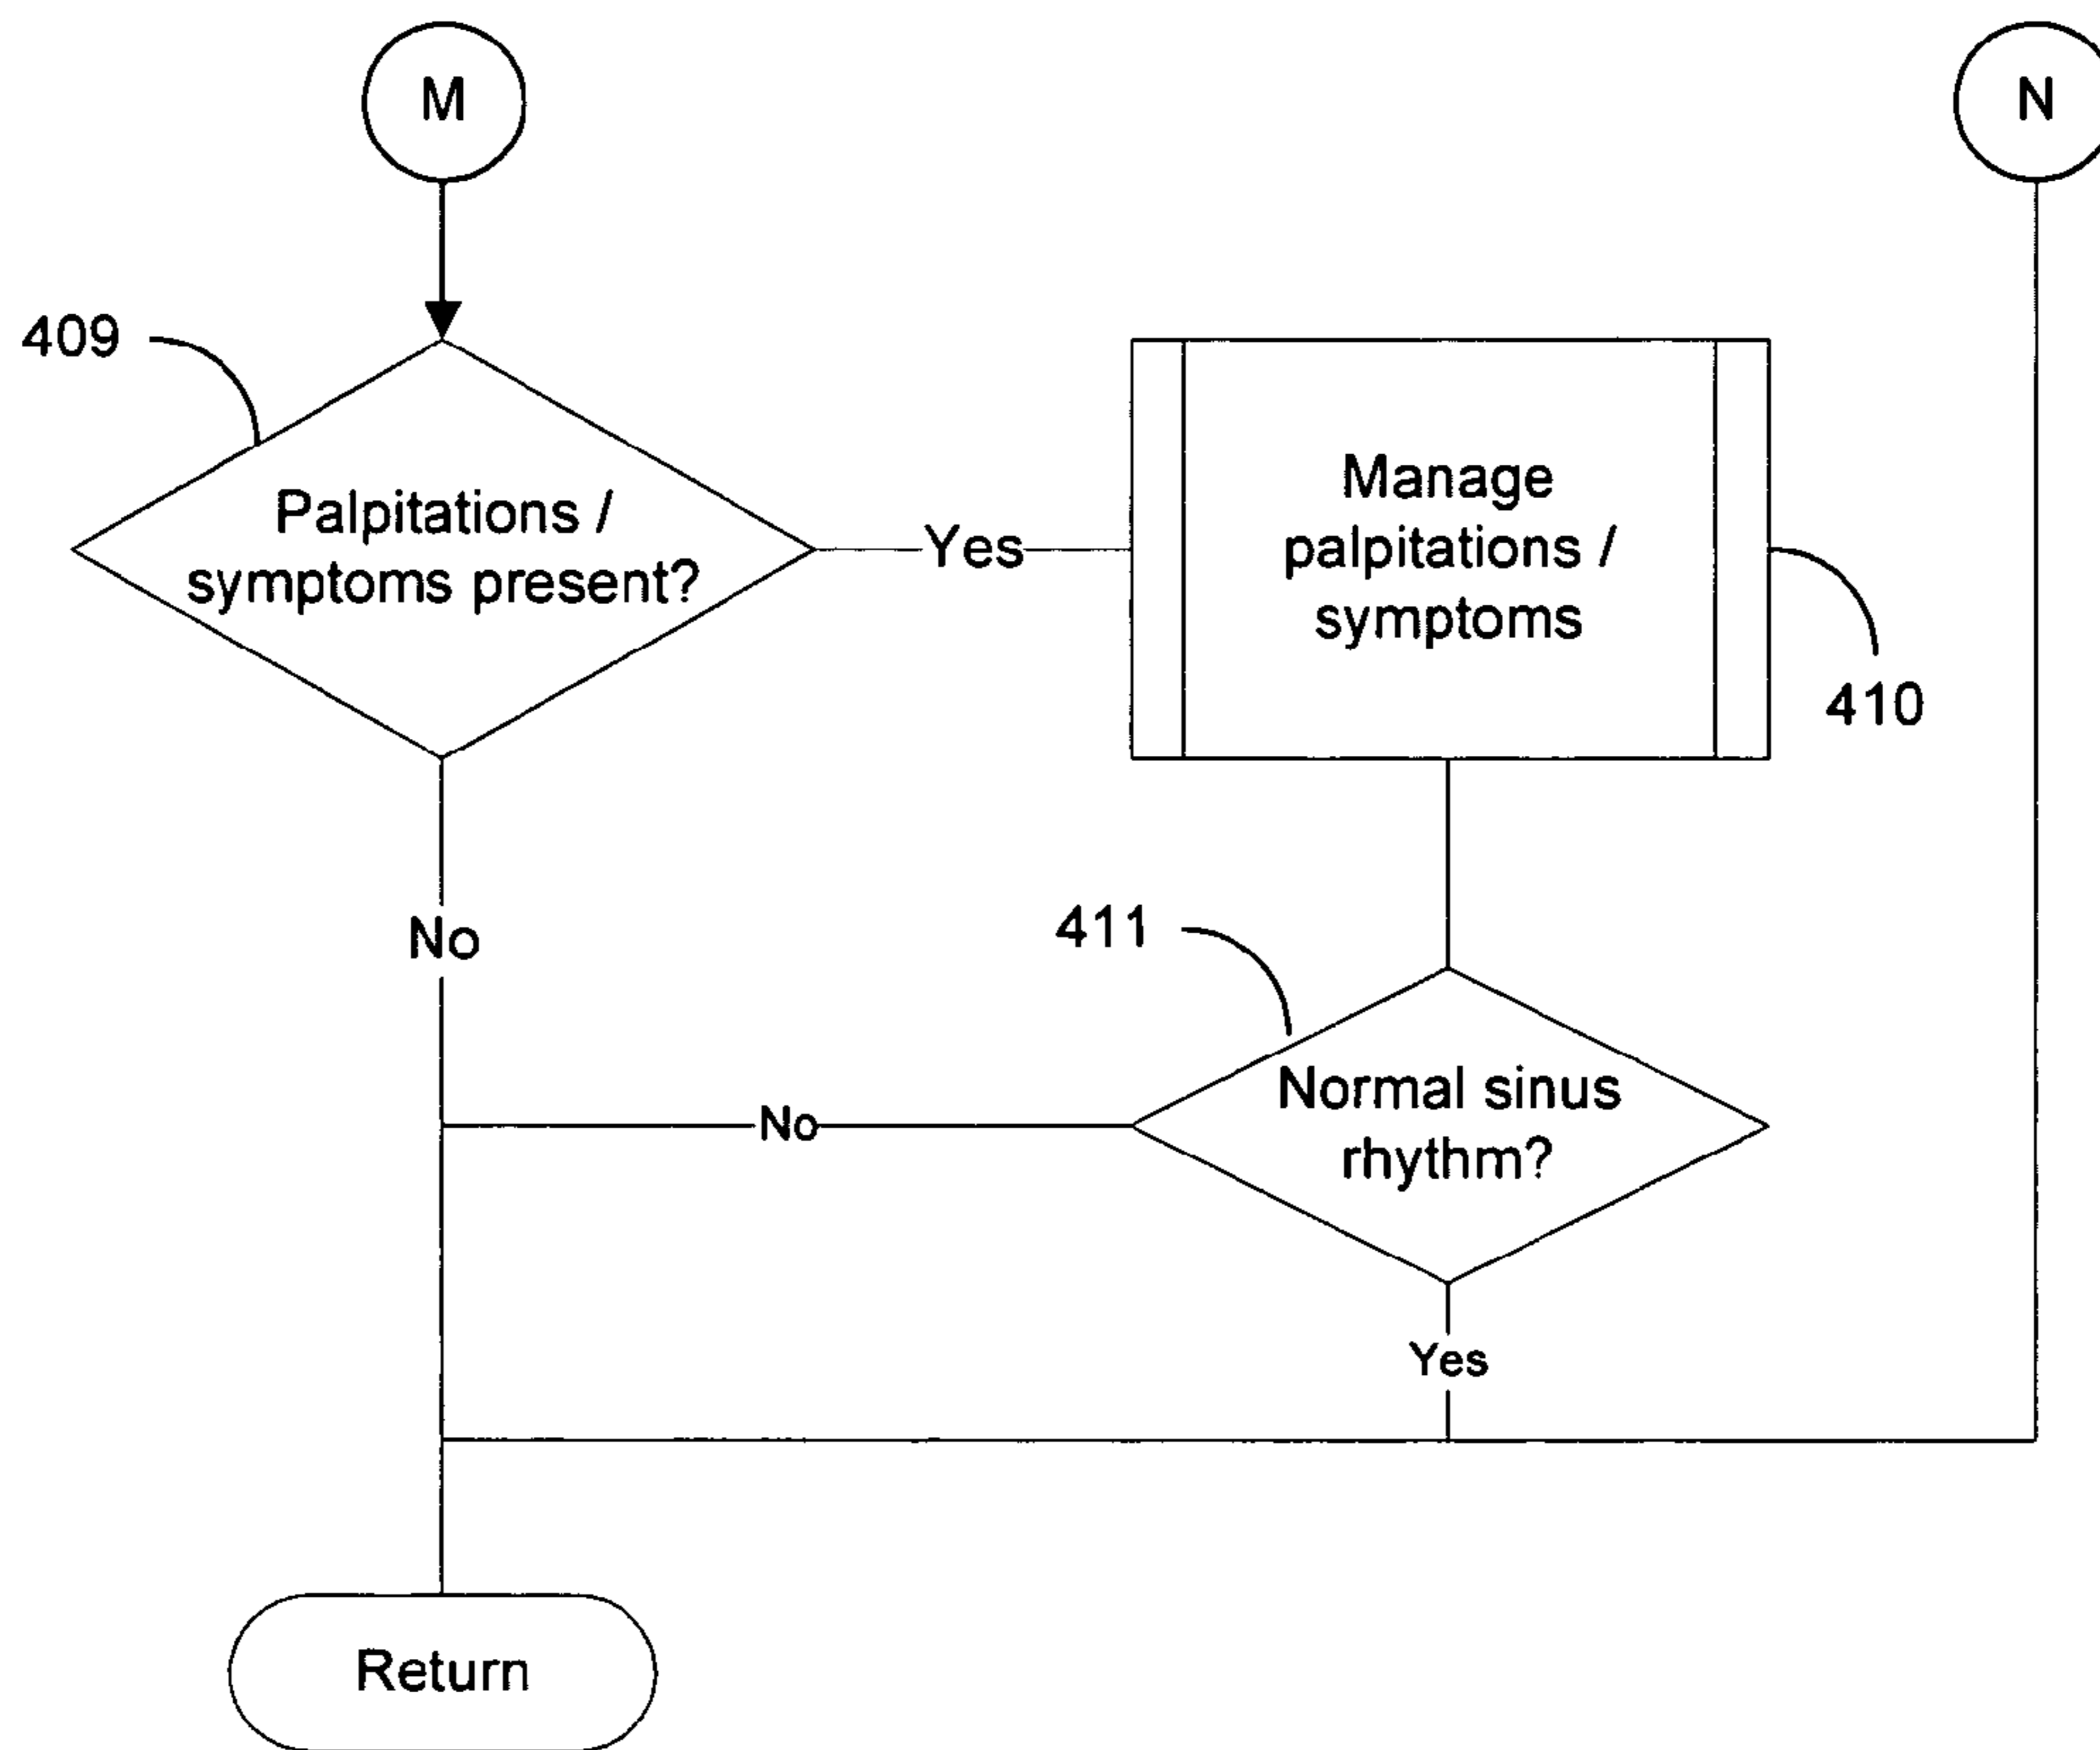 M
N
409
Palpitations /
symptoms present?
Yes
Manage
palpitations /
symptoms
410
No
411
Normal sinus
rhythm?
No
Yes
Return